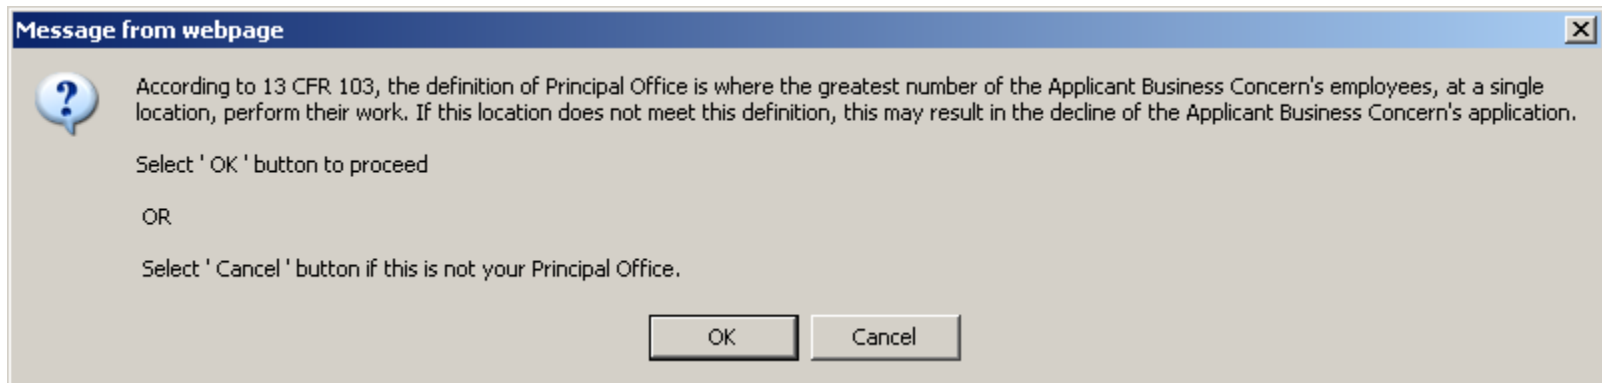 Message from webpage
According to 13 CFR 103, the definition of Principal Office is where the greatest number of the Applicant Business Concern's employees, at a single
location, perform their work. If this location does not meet this definition, this may result in the decline of the Applicant Business Concern's application.
Select ' OK ' button to proceed
OR
Select ' Cancel ' button if this is not your Principal Office.
OK
Cancel